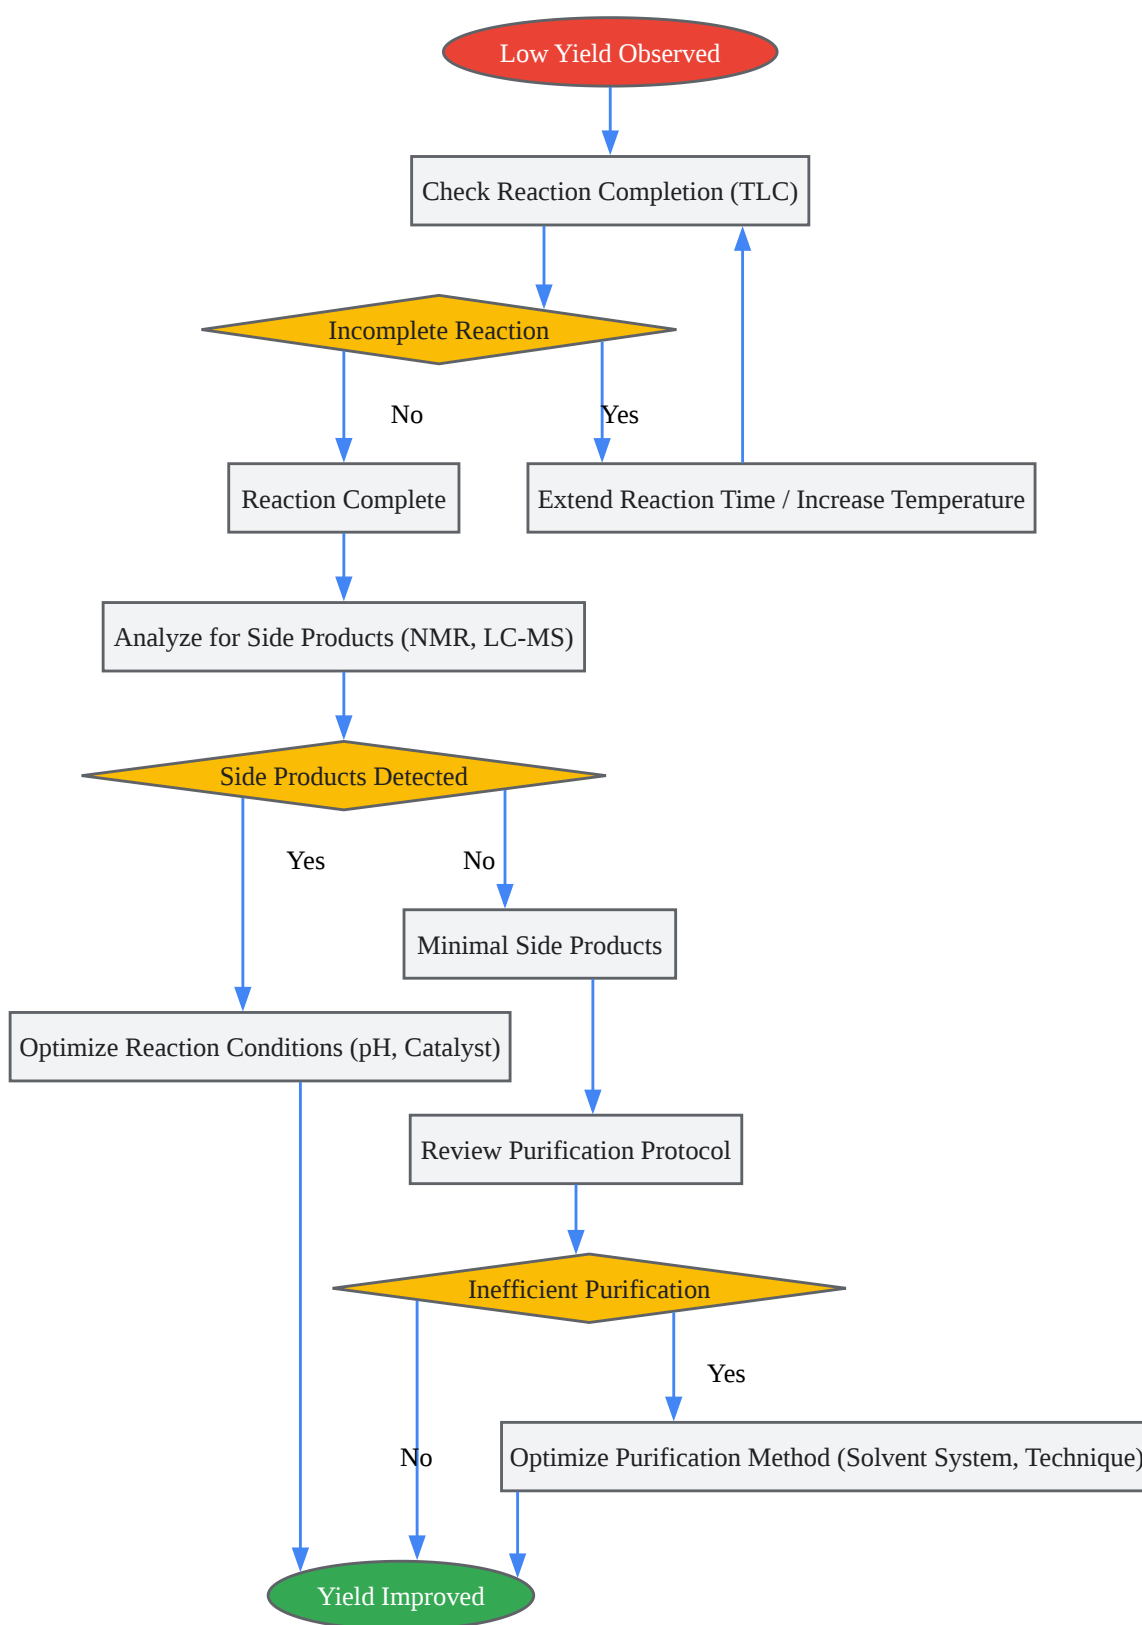 Low Yield Observed
Check Reaction Completion (TLC)
Incomplete Reaction
No
Yes
Reaction Complete
Extend Reaction Time / Increase Temperature
Analyze for Side Products (NMR, LC-MS)
Side Products Detected
Yes
No
Minimal Side Products
Optimize Reaction Conditions (pH, Catalyst)
Review Purification Protocol
Inefficient Purification
Yes
No
Optimize Purification Method (Solvent System, Technique)
Yield Improved